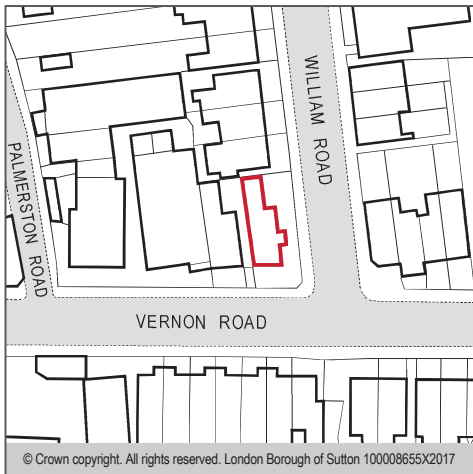 WILLIAM ROAD
PALMERSTON ROAD
VERNON ROAD
© Crown copyright. All rights reserved. London Borough of Sutton 100008655X2017